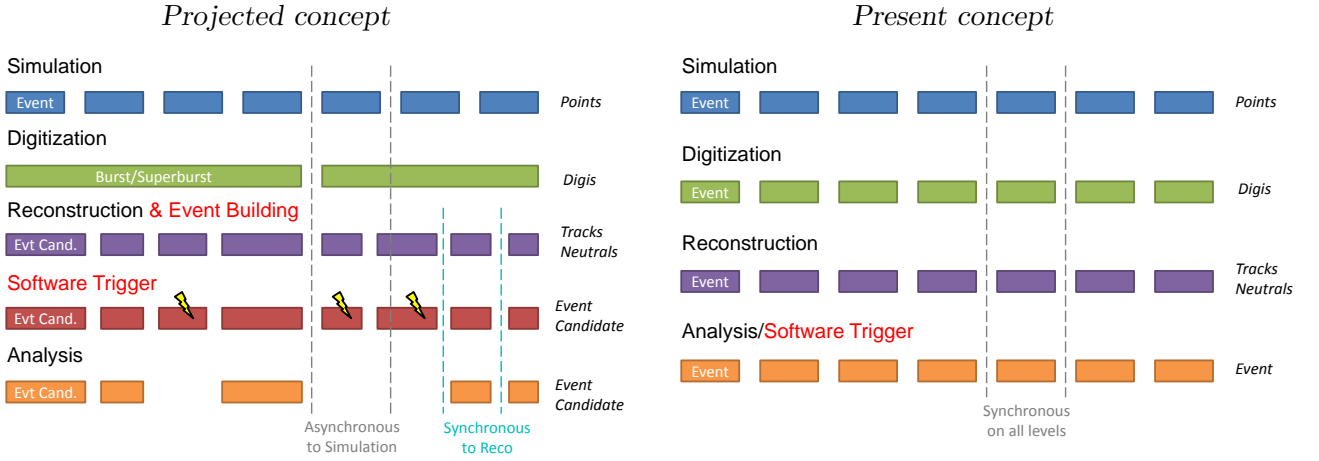 Projected concept
Simulation
Event
Points
Digitization
Burst/Superburst
Digis
Reconstruction & Event Building
Evt Cand.
Tracks
Neutrals
Software Trigger
Evt Cand.
Event
Candidate
Analysis
Evt Cand.
Event
Candidate
Asynchronous
to Simulation
Synchronous
to Reco
Present concept
Simulation
Event
Points
Digitization
Event
Digis
Reconstruction
Event
Tracks
Neutrals
Analysis/Software Trigger
Event
Event
Synchronous
on all levels